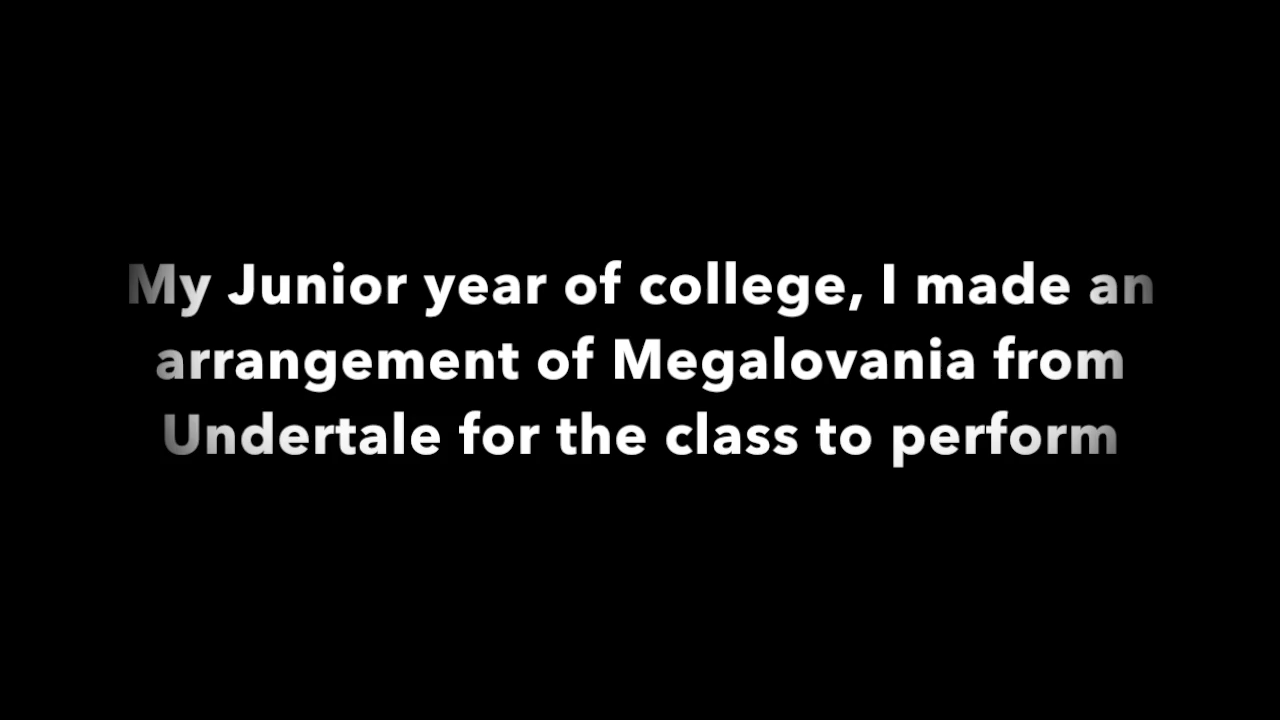 My Junior year of college, I made an
arrangement of Megalovania from
Undertale for the class to perform